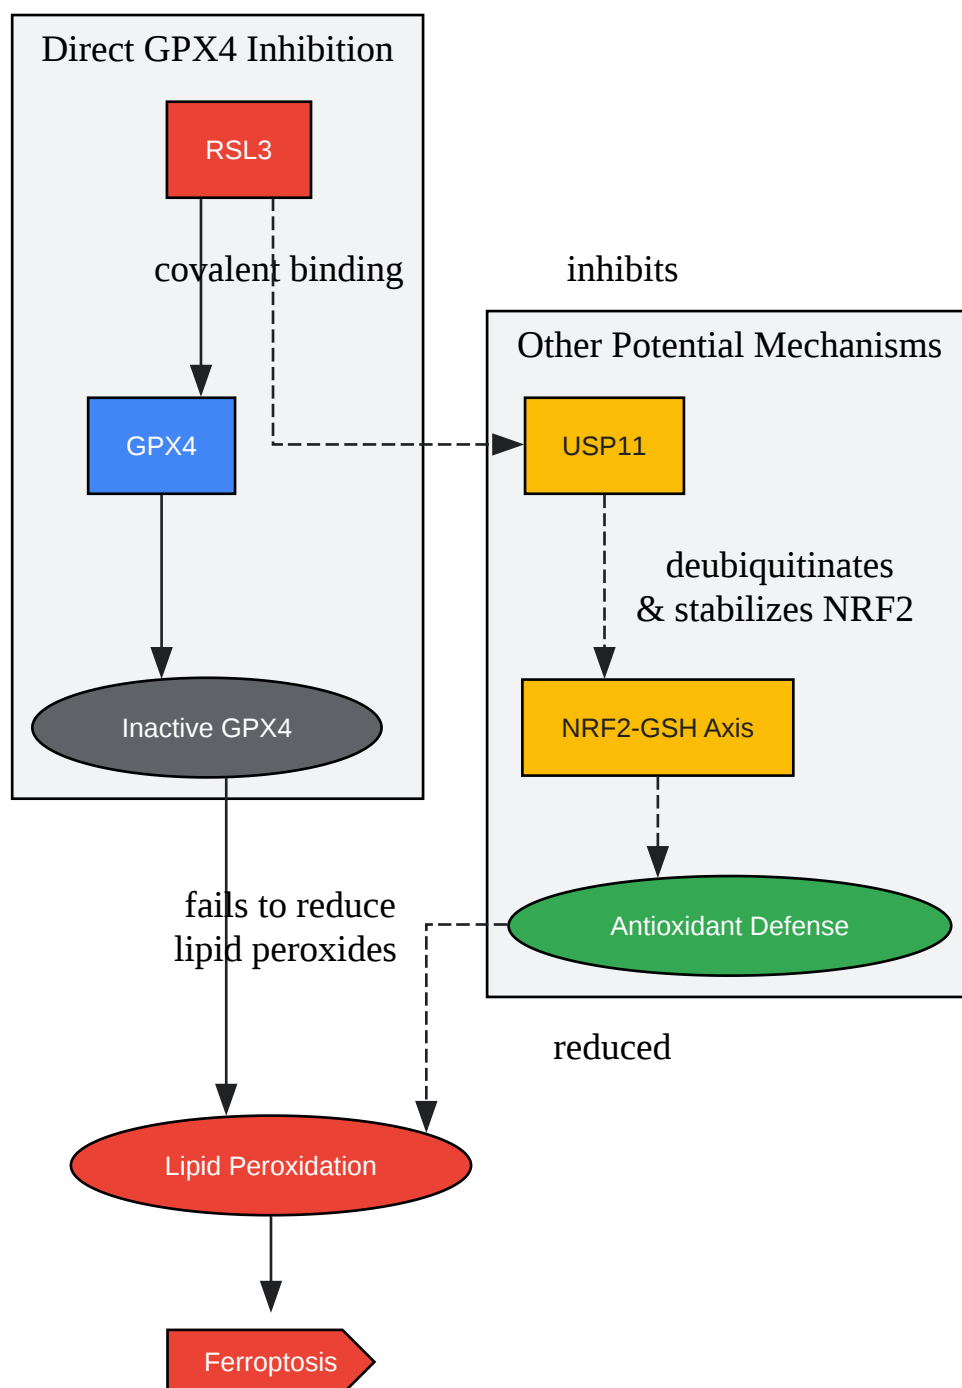 Direct GPX4 Inhibition
RSL3
covalent binding
inhibits
Other Potential Mechanisms
GPX4
USP11
deubiquitinates
& stabilizes NRF2
Inactive GPX4
NRF2-GSH Axis
fails to reduce
lipid peroxides
Antioxidant Defense
reduced
Lipid Peroxidation
Ferroptosis